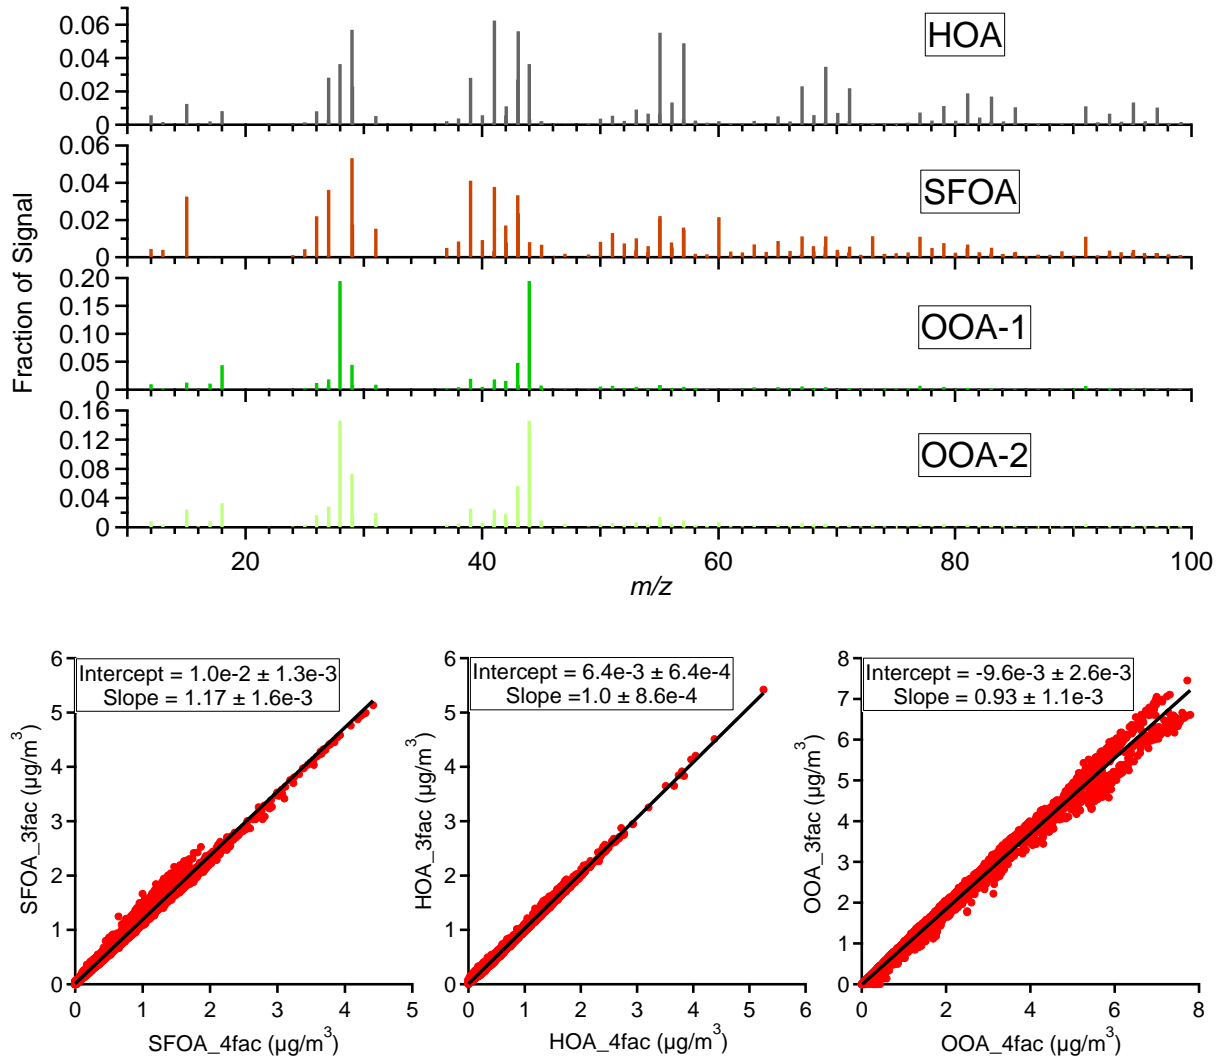 0.06
0.04
0.02
0
HOA
0.06
0.04
0.02
0
SFOA
0.20
0.15
0.10
0.05
0
OOA-1
0.16
0.12
0.08
0.04
0
OOA-2
Fraction of Signal
20 40 60 80 100
m/z
Intercept = 1.0e-2 ± 1.3e-3
Slope = 1.17 ± 1.6e-3
6
5
4
3
2
1
0
SFOA_3fac (µg/m³)
0 1 2 3 4 5
SFOA_4fac (µg/m³)
Intercept = 6.4e-3 ± 6.4e-4
Slope =1.0 ± 8.6e-4
6
5
4
3
2
1
0
HOA_3fac (µg/m³)
0 1 2 3 4 5 6
HOA_4fac (µg/m³)
Intercept = -9.6e-3 ± 2.6e-3
Slope = 0.93 ± 1.1e-3
8
7
6
5
4
3
2
1
0
OOA_3fac (µg/m³)
0 2 4 6 8
OOA_4fac (µg/m³)